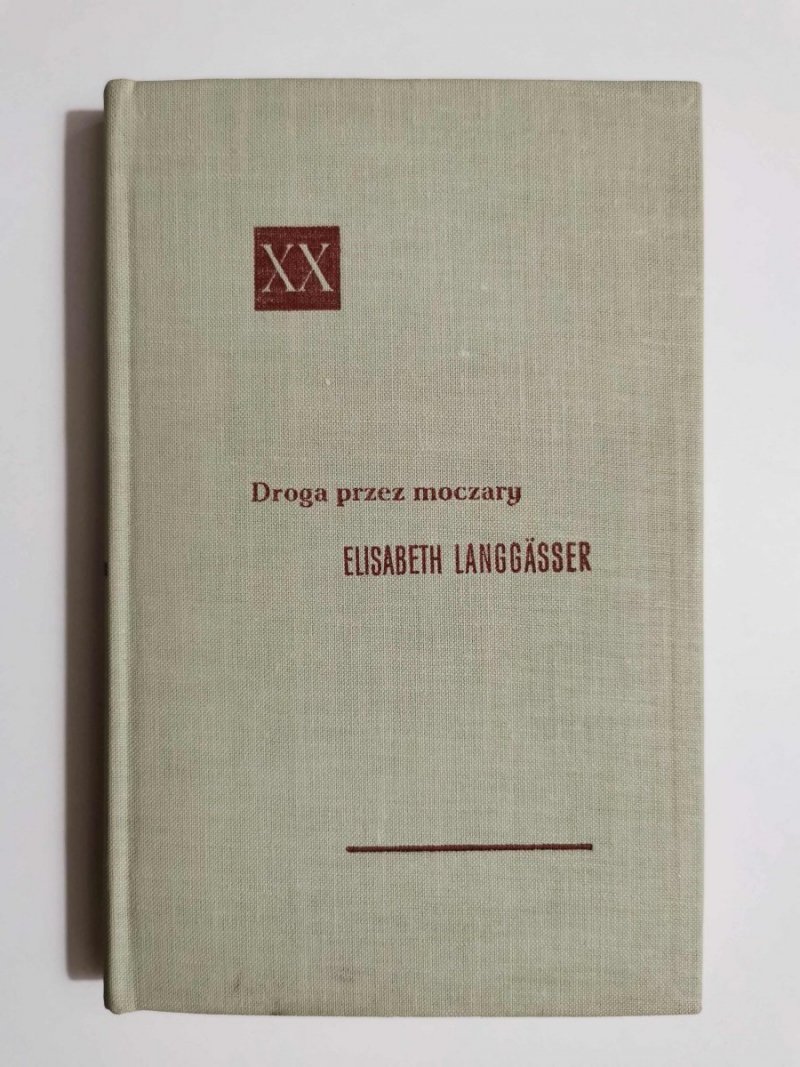 XX
Droga przez moczary
ELISABETH LANGGÄSSER